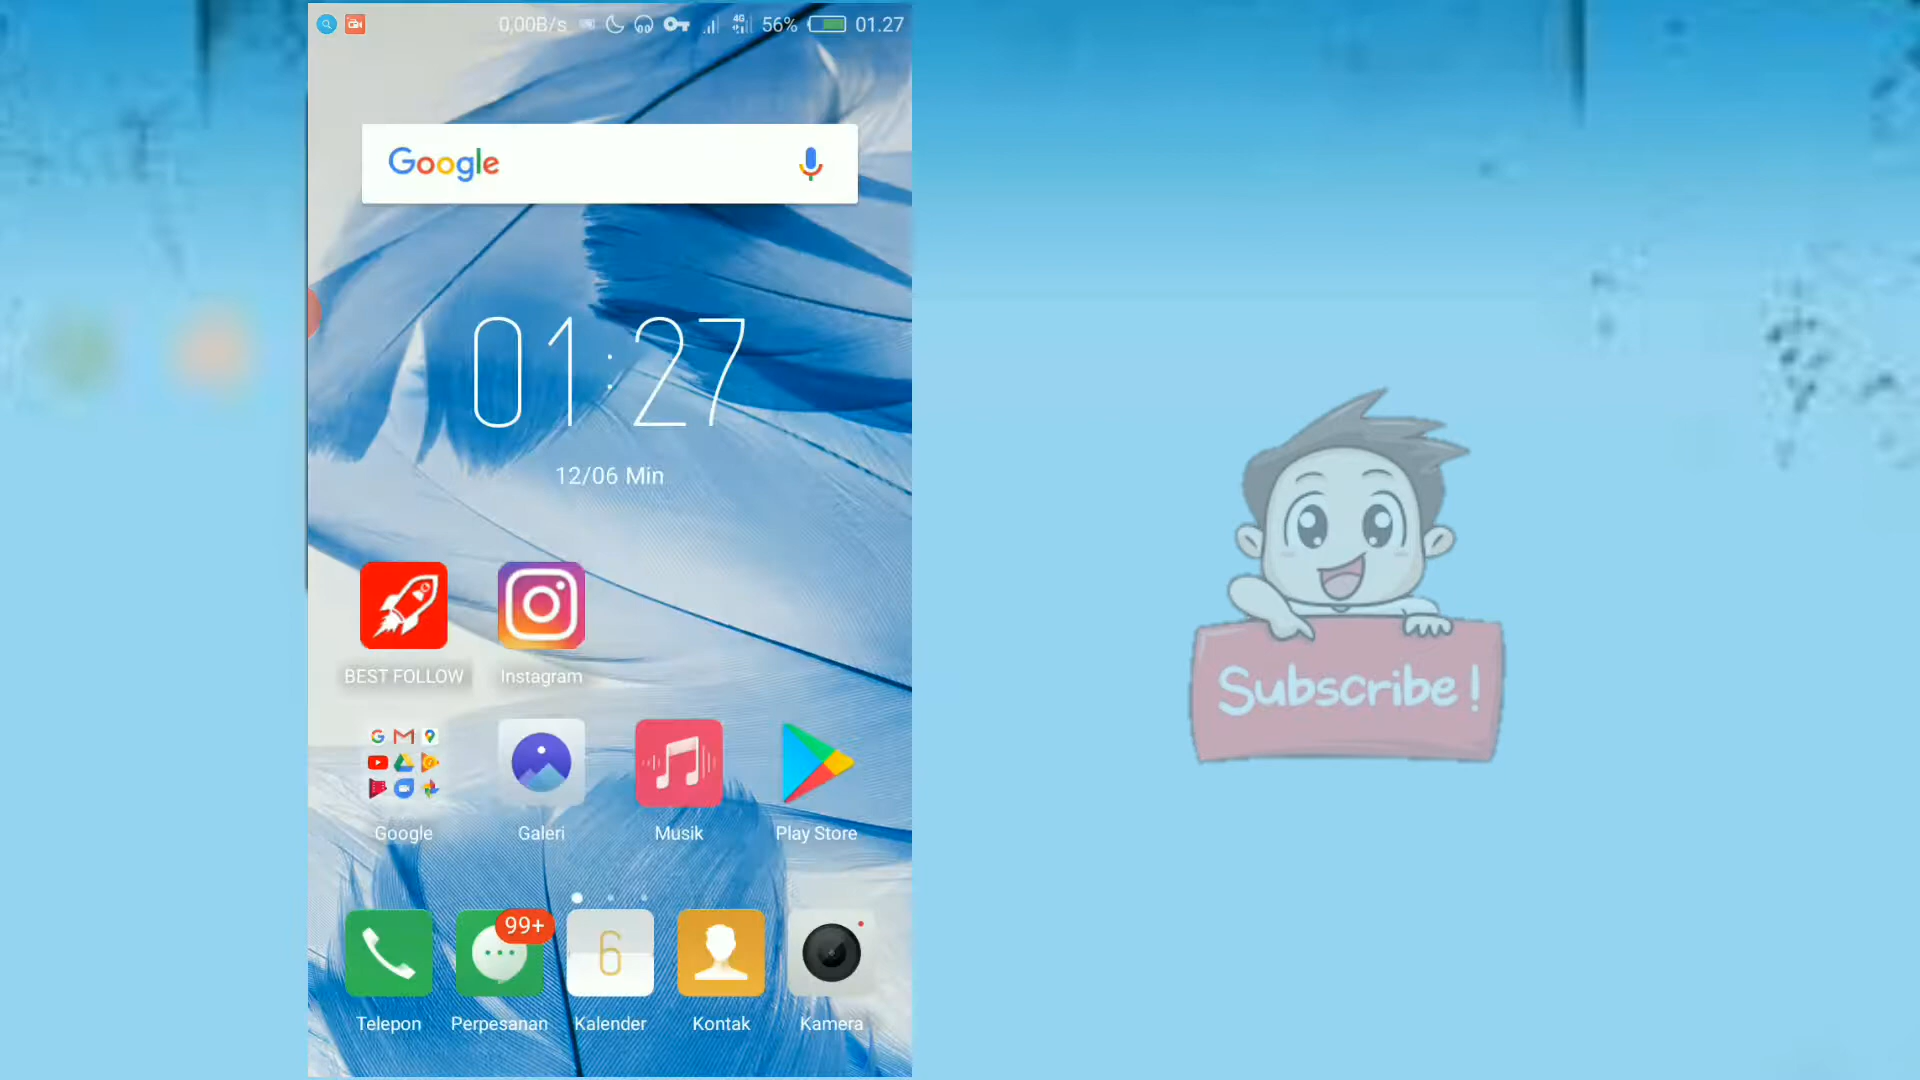 0,00B/s 4G 56% 01.27
Google
01:27
12/06 Min
BEST FOLLOW Instagram
Google Galeri Musik Play Store
99+
6
Telepon Perpesanan Kalender Kontak Kamera
Subscribe!